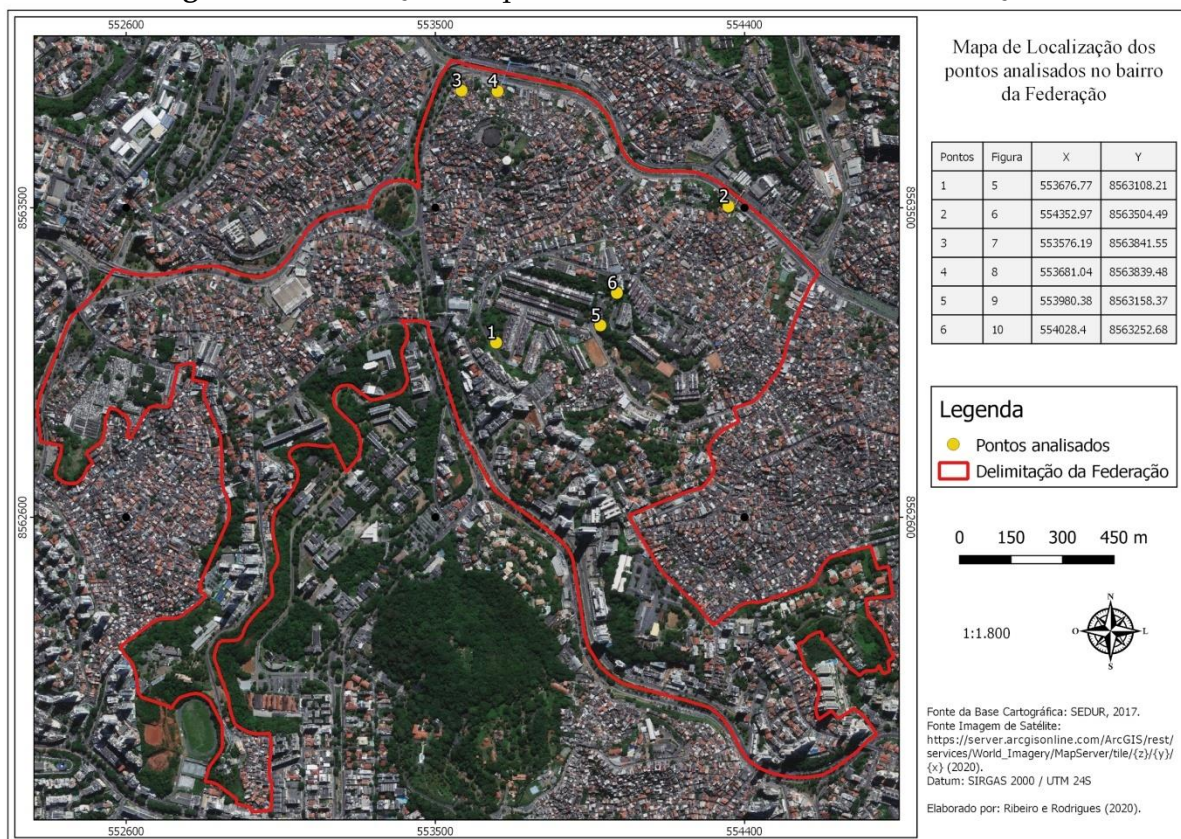 552600 553500 554400
Mapa de Localização dos
pontos analisados no bairro
da Federação
Pontos Figura X Y
1 5 553676.77 8563108.21
2 6 554352.97 8563504.49
3 7 553576.19 8563841.55
4 8 553681.04 8563839.48
5 9 553980.38 8563158.37
6 10 554028.4 8563252.68
3 4
8563500 2 8563500
6
5
1
8562600 8562600
Legenda
Pontos analisados
Delimitação da Federação
0 150 300 450 m
1:1.800
N
O L
S
Fonte da Base Cartográfica: SEDUR, 2017.
Fonte Imagem de Satélite:
https://server.arcgisonline.com/ArcGIS/rest/
services/World_Imagery/MapServer/tile/{z}/{y}/
{x} (2020).
Datum: SIRGAS 2000 / UTM 24S
Elaborado por: Ribeiro e Rodrigues (2020).
552600 553500 554400